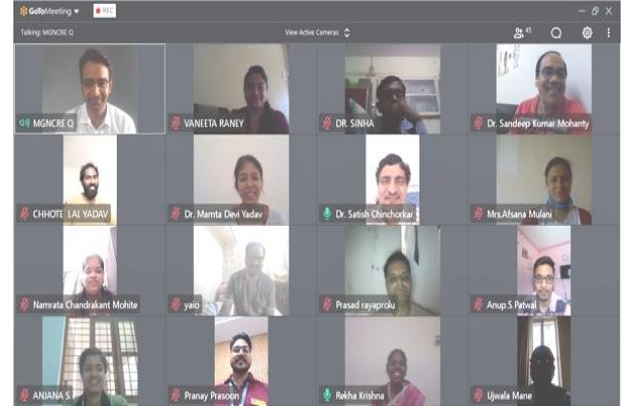 GoToMeeting
REC
Talking: MGNCRE Q
View Active Cameras
45
MGNCRE Q
VANEETA RANEY
DR. SINHA
Dr. Sandeep Kumar Mohanty
CHHOTE LAL YADAV
Dr. Mamta Devi Yadav
Dr. Satish Chinchorkar
Mrs.Afsana Mulani
Namrata Chandrakant Mohite
yaio
Prasad rayaprolu
Anup.S.Patwal
ANJANA S
Pranay Prasoon
Rekha Krishna
Ujwala Mane